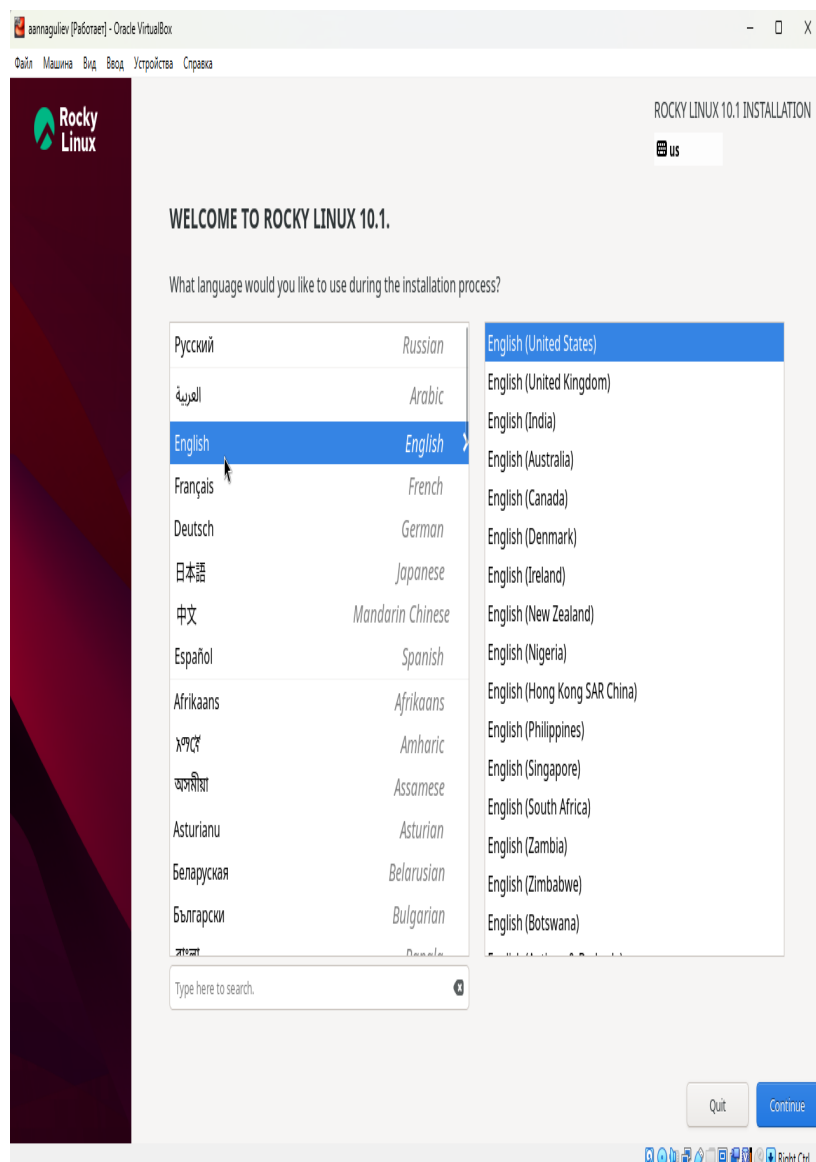 aannaguliev [Работает] - Oracle VirtualBox
Файл Машина Вид Ввод Устройства Справка
Rocky
Linux
ROCKY LINUX 10.1 INSTALLATION
us
WELCOME TO ROCKY LINUX 10.1.
What language would you like to use during the installation process?
Русский Russian
العربية Arabic
English English
Français French
Deutsch German
日本語 Japanese
中文 Mandarin Chinese
Español Spanish
Afrikaans Afrikaans
አማርኛ Amharic
অসমীয়া Assamese
Asturianu Asturian
Беларуская Belarusian
Български Bulgarian
বাংলা Bangla
English (United States)
English (United Kingdom)
English (India)
English (Australia)
English (Canada)
English (Denmark)
English (Ireland)
English (New Zealand)
English (Nigeria)
English (Hong Kong SAR China)
English (Philippines)
English (Singapore)
English (South Africa)
English (Zambia)
English (Zimbabwe)
English (Botswana)
Type here to search.
Quit
Continue
Right Ctrl